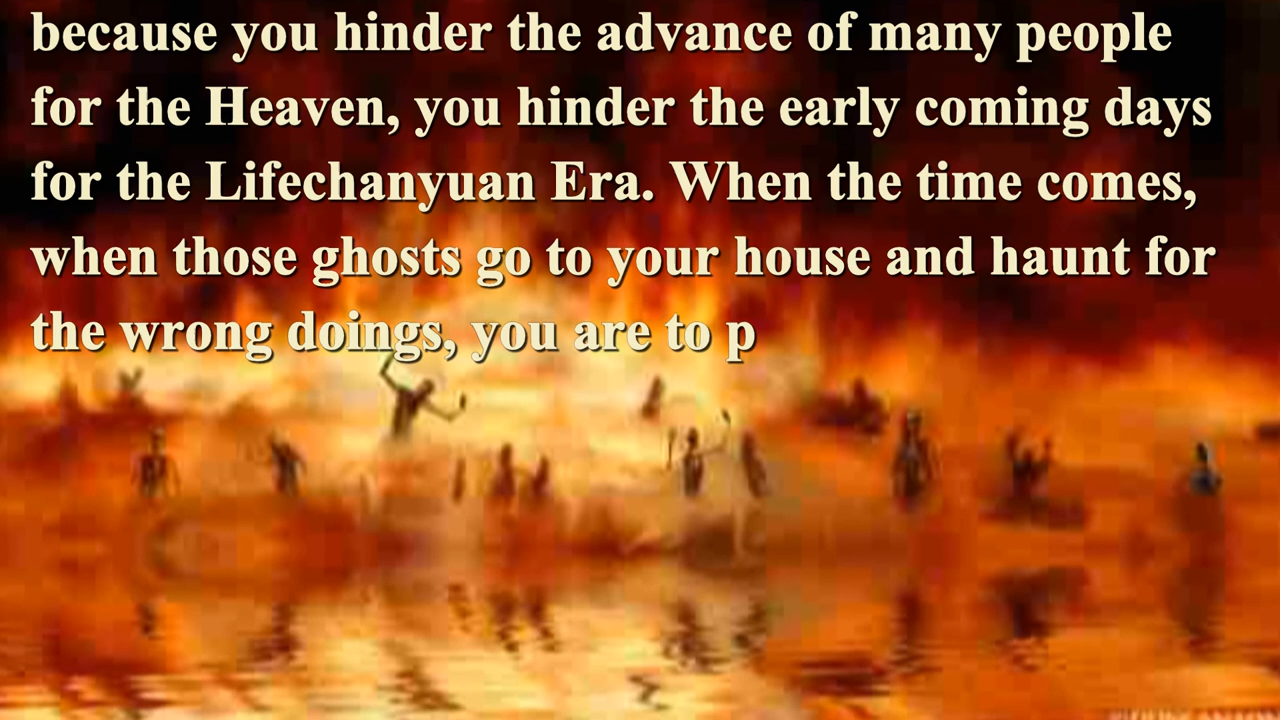 because you hinder the advance of many people
for the Heaven, you hinder the early coming days
for the Lifechanyuan Era. When the time comes,
when those ghosts go to your house and haunt for
the wrong doings, you are to p